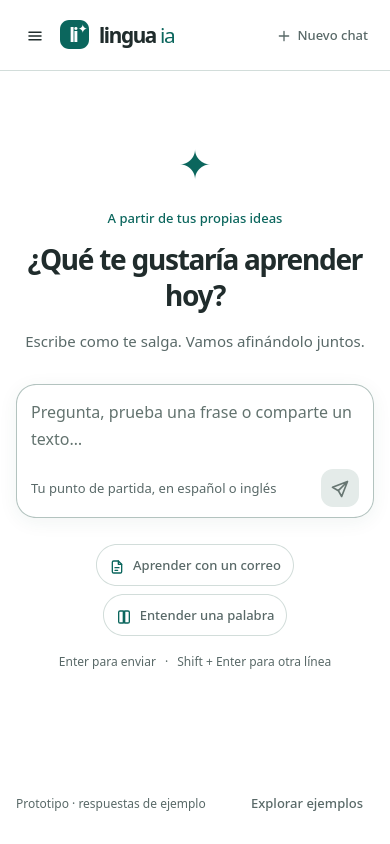 li lingua ia
Nuevo chat
A partir de tus propias ideas
¿Qué te gustaría aprender
hoy?
Escribe como te salga. Vamos afinándolo juntos.
Pregunta, prueba una frase o comparte un
texto...
Tu punto de partida, en español o inglés
Aprender con un correo
Entender una palabra
Enter para enviar · Shift + Enter para otra línea
Prototipo · respuestas de ejemplo
Explorar ejemplos